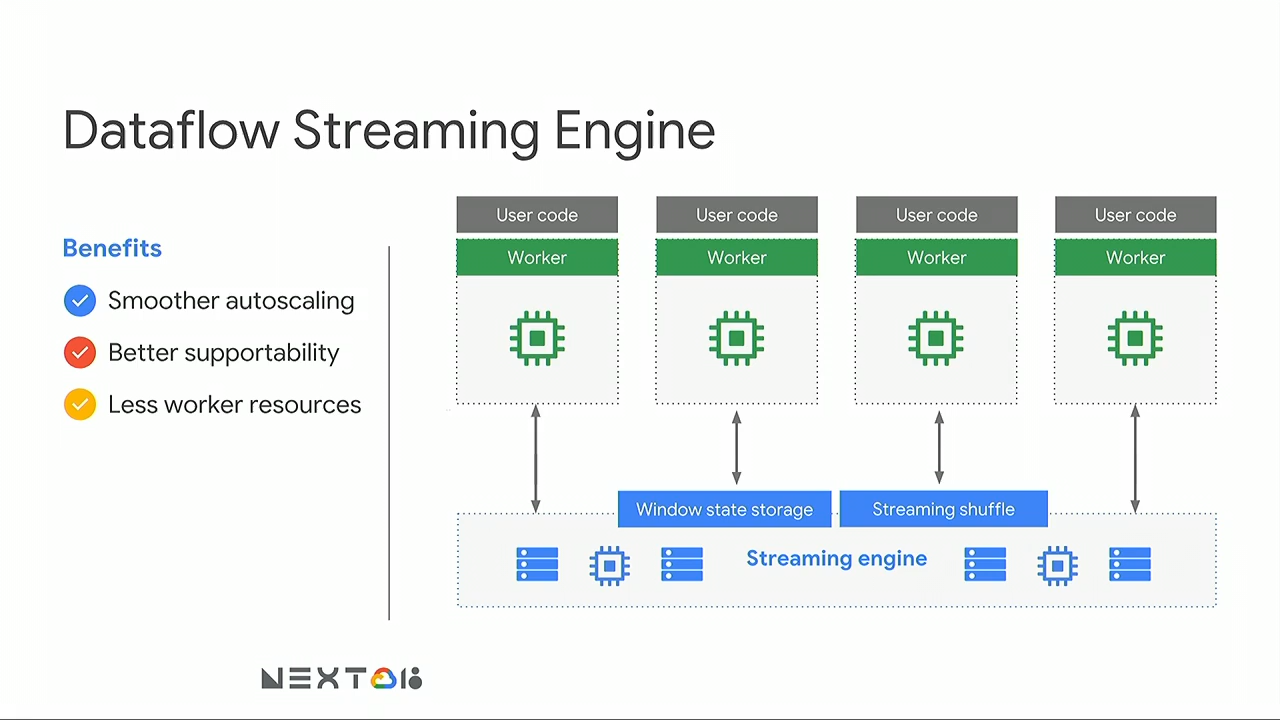 Dataflow Streaming Engine
Benefits
Smoother autoscaling
Better supportability
Less worker resources
User code
User code
User code
User code
Worker
Worker
Worker
Worker
Window state storage
Streaming shuffle
Streaming engine
NEXT 18